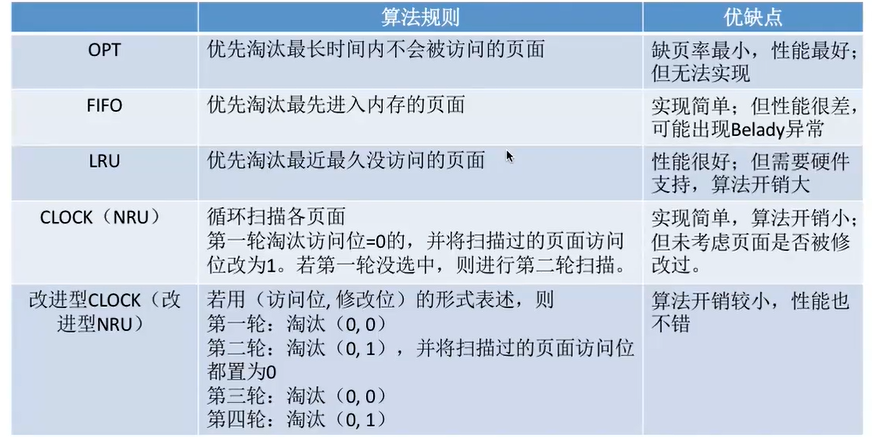 算法规则 优缺点
OPT 优先淘汰最长时间内不会被访问的页面 缺页率最小，性能最好；
但无法实现
FIFO 优先淘汰最先进入内存的页面 实现简单；但性能很差，
可能出现Belady异常
LRU 优先淘汰最近最久没访问的页面 性能很好；但需要硬件
支持，算法开销大
CLOCK（NRU） 循环扫描各页面 实现简单，算法开销小；
第一轮淘汰访问位=0的，并将扫描过的页面访问 但未考虑页面是否被修
位改为1。若第一轮没选中，则进行第二轮扫描。 改过。
改进型CLOCK（改 若用（访问位, 修改位）的形式表述，则 算法开销较小，性能也
进型NRU） 第一轮：淘汰（0, 0） 不错
第二轮：淘汰（0, 1），并将扫描过的页面访问位
都置为0
第三轮：淘汰（0, 0）
第四轮：淘汰（0, 1）